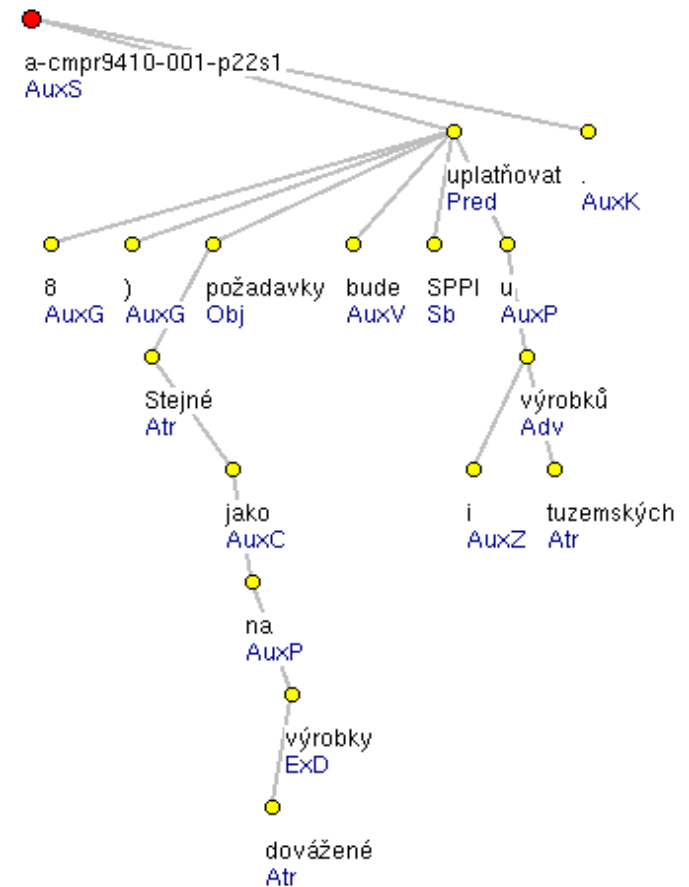 a-cmpr9410-001-p22s1
AuxS
uplatňovat .
Pred AuxK
8 ) požadavky bude SPPI u
AuxG AuxG Obj AuxV Sb AuxP
Stejné výrobků
Atr Adv
jako i tuzemských
AuxC AuxZ Atr
na
AuxP
výrobky
ExD
dovážené
Atr